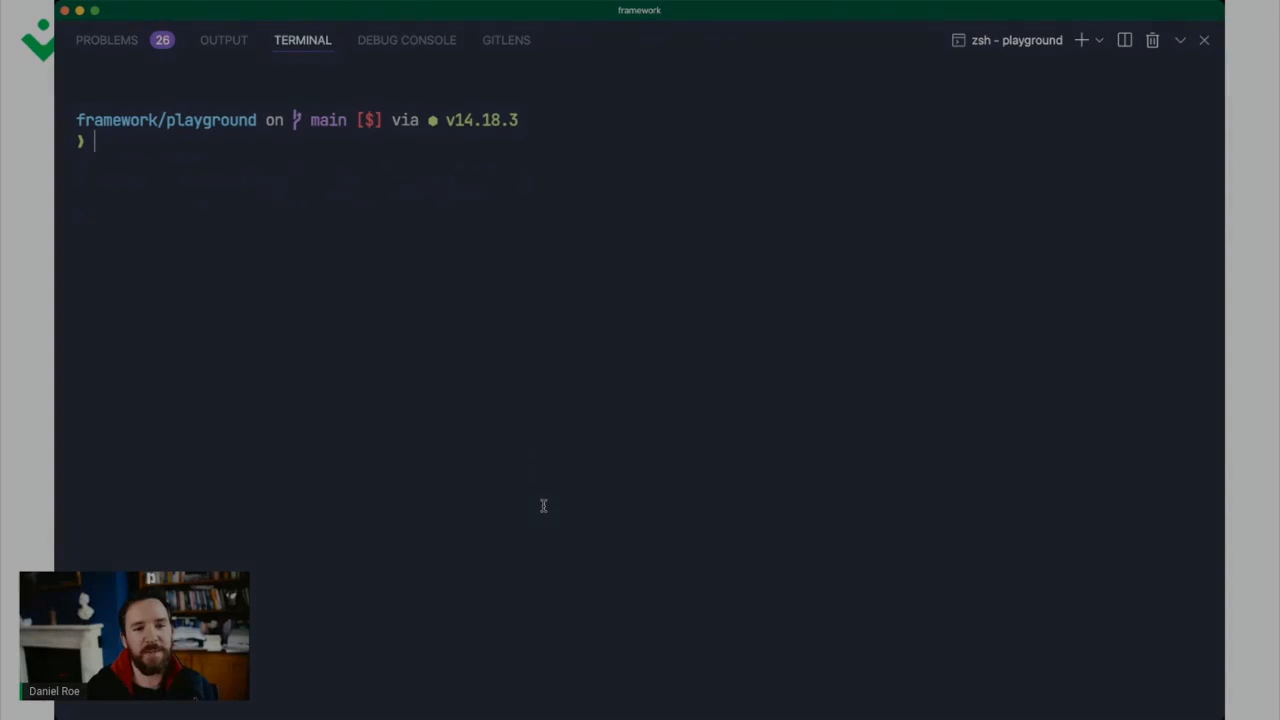 framework
PROBLEMS 26 OUTPUT TERMINAL DEBUG CONSOLE GITLENS zsh - playground
framework/playground on main [$] via v14.18.3
❯
Daniel Roe